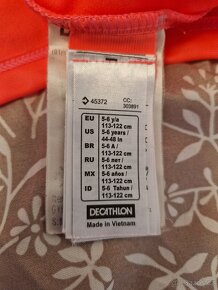 45372 CC:
303891
EU 5-6 y/a
113-122 cm
US 5-6 years /
44-48 in
BR 5-6 A /
113-122 cm
RU 5-6 лет /
113-122 cm
MX 5-6 años /
113-122 cm
ID 5-6 Tahun /
113-122 cm
DECATHLON
Made in Vietnam